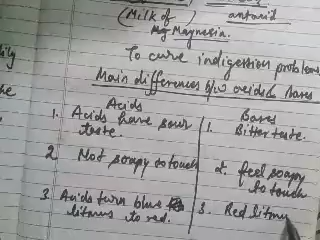 (Milk of
antacid
Mg Magnesia.
To cure indigestion problems
Main differences b/w acids & bases
Acids
1. Acids have sour
taste.
2. Not soapy to touch
3. Acids turn blue
litmus to red.
Bases
1. Bitter taste.
2. feel soapy
to touch
3. Red litmu